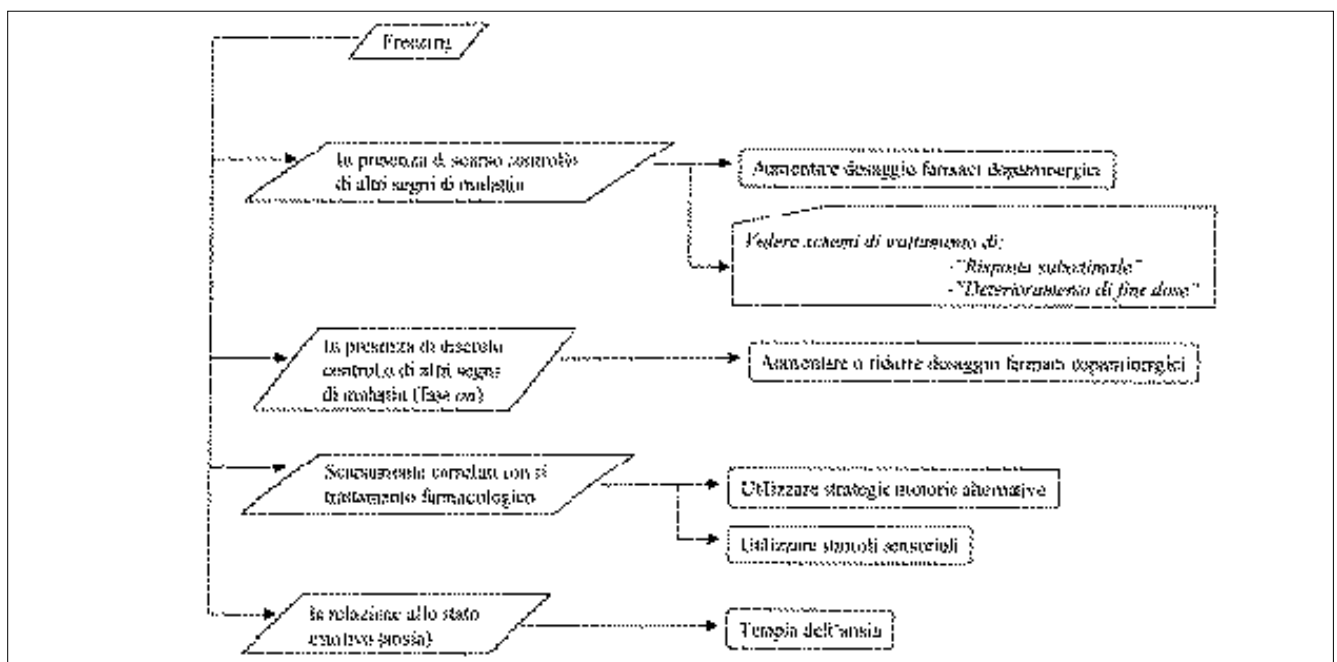 Freezing
In presenza di scarso controllo
di altri segni di malattia
Aumentare dosaggio farmaci dopaminergici
Vedere schemi di trattamento di:
-"Risposta subottimale"
-"Deterioramento di fine dose"
In presenza di discreto
controllo di altri segni
di malattia (fase on)
Aumentare o ridurre dosaggio farmaci dopaminergici
Scarsamente correlati con il
trattamento farmacologico
Utilizzare strategie motorie alternative
Utilizzare stimoli sensoriali
In relazione allo stato
emotivo (ansia)
Terapia dell'ansia